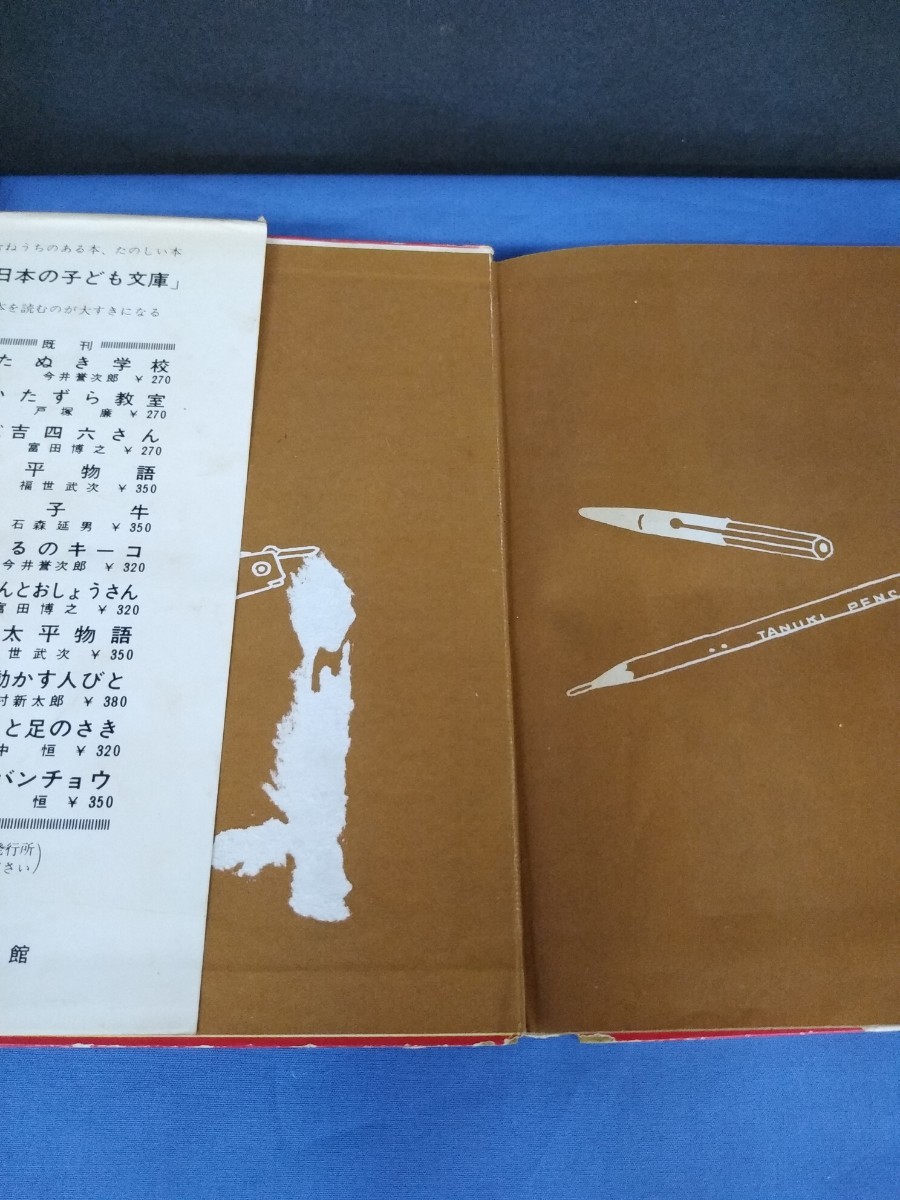 ねうちのある本、たのしい本
日本の子ども文庫」
本を読むのが大すきになる
既刊
たぬき学校
今井誉次郎 ¥270
いたずら教室
戸塚廉 ¥270
吉四六さん
富田博之 ¥270
平物語
福世武次 ¥350
子牛
石森延男 ¥350
るのキーコ
今井誉次郎 ¥320
んとおしょうさん
富田博之 ¥320
太平物語
世武次 ¥350
動かす人びと
村新太郎 ¥380
と足のさき
中恒 ¥320
バンチョウ
恒 ¥350
発行所)
さい)
館
TANUKI PENC